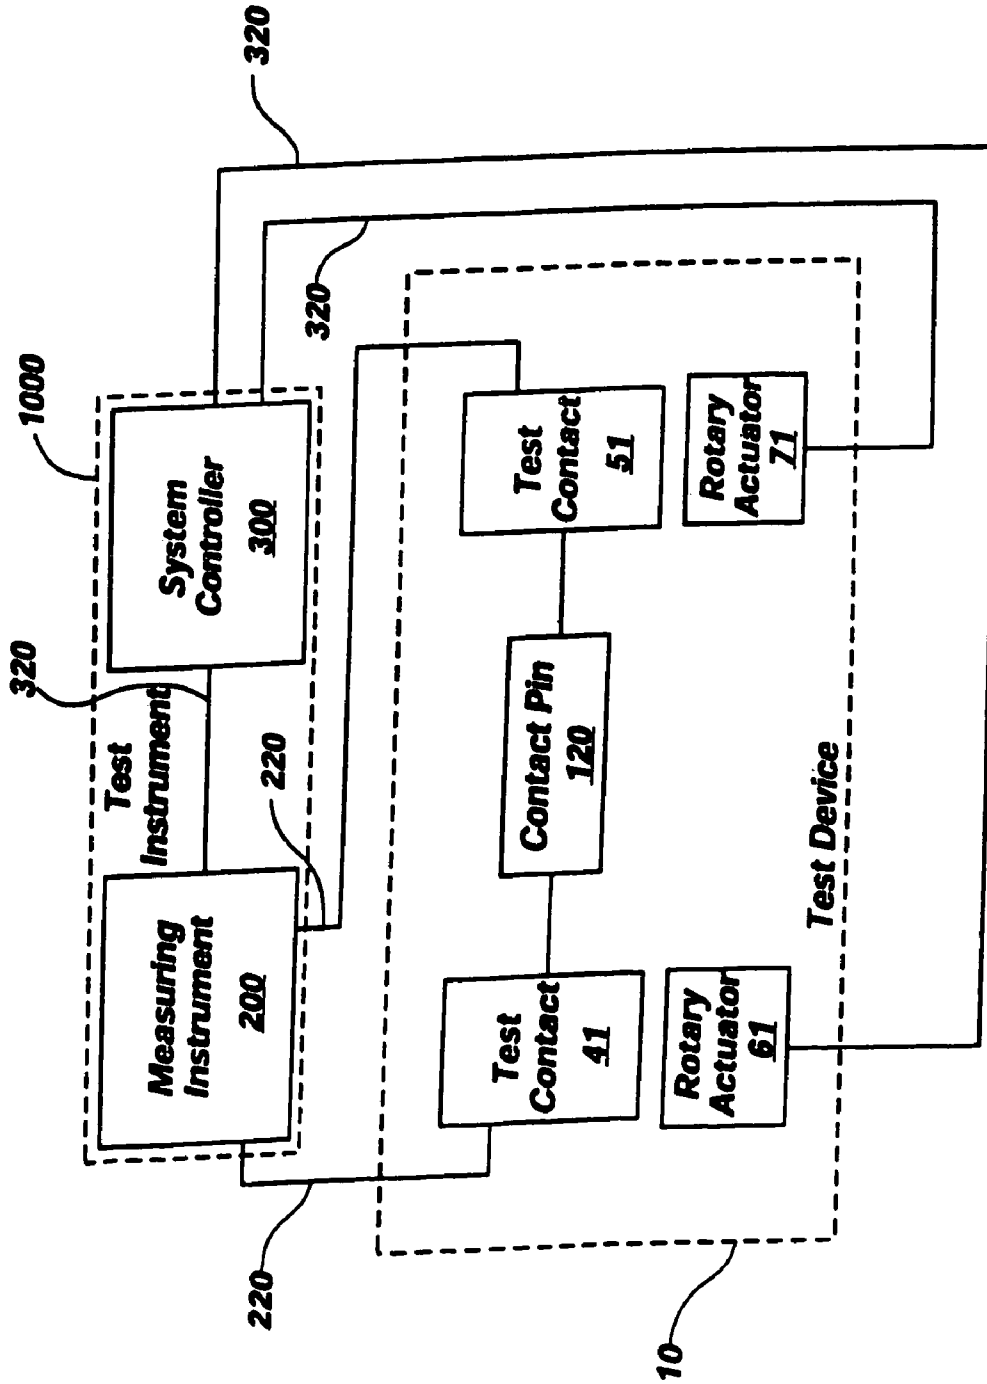 1000
320
Measuring
Instrument
200
Test
Instrument
System
Controller
300
320
320
220
220
Test
Contact
41
Contact Pin
120
Test
Contact
51
Rotary
Actuator
61
Rotary
Actuator
71
Test Device
10